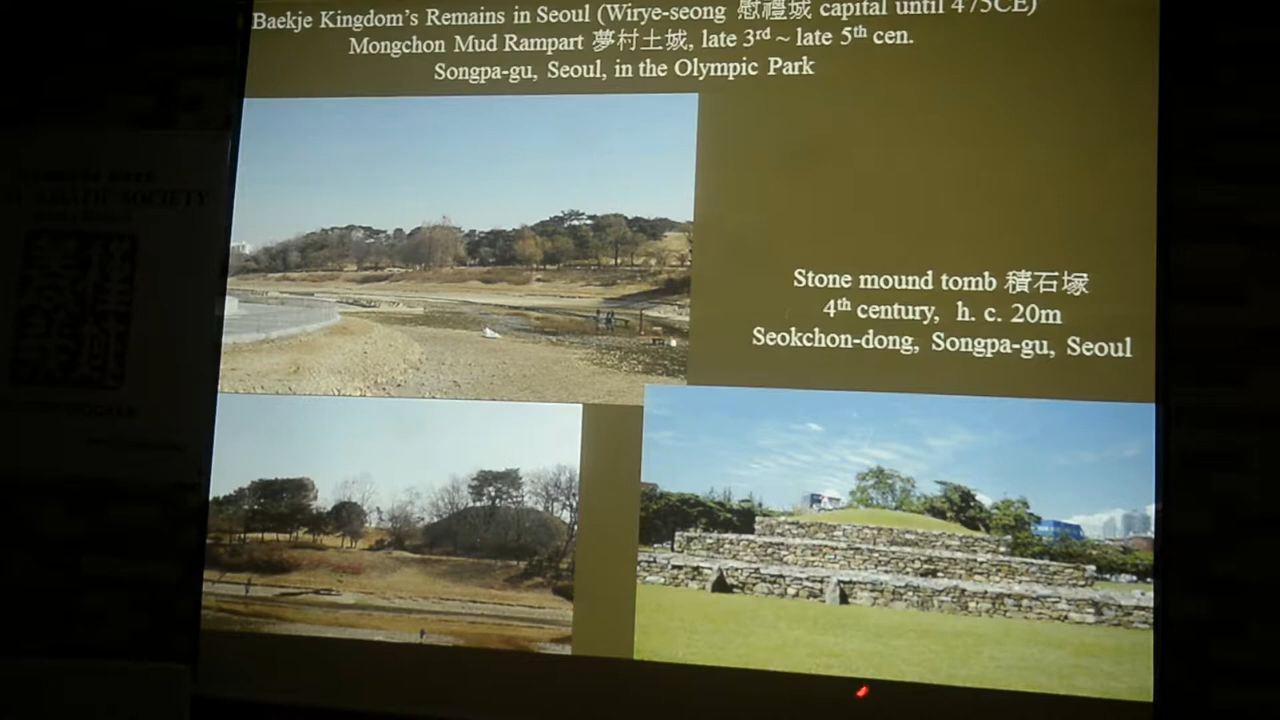 Baekje Kingdom's Remains in Seoul (Wirye-seong 慰禮城 capital until 475CE)
Mongchon Mud Rampart 夢村土城, late 3rd ~ late 5th cen.
Songpa-gu, Seoul, in the Olympic Park
Stone mound tomb 積石塚
4th century, h. c. 20m
Seokchon-dong, Songpa-gu, Seoul
ASIATIC SOCIETY